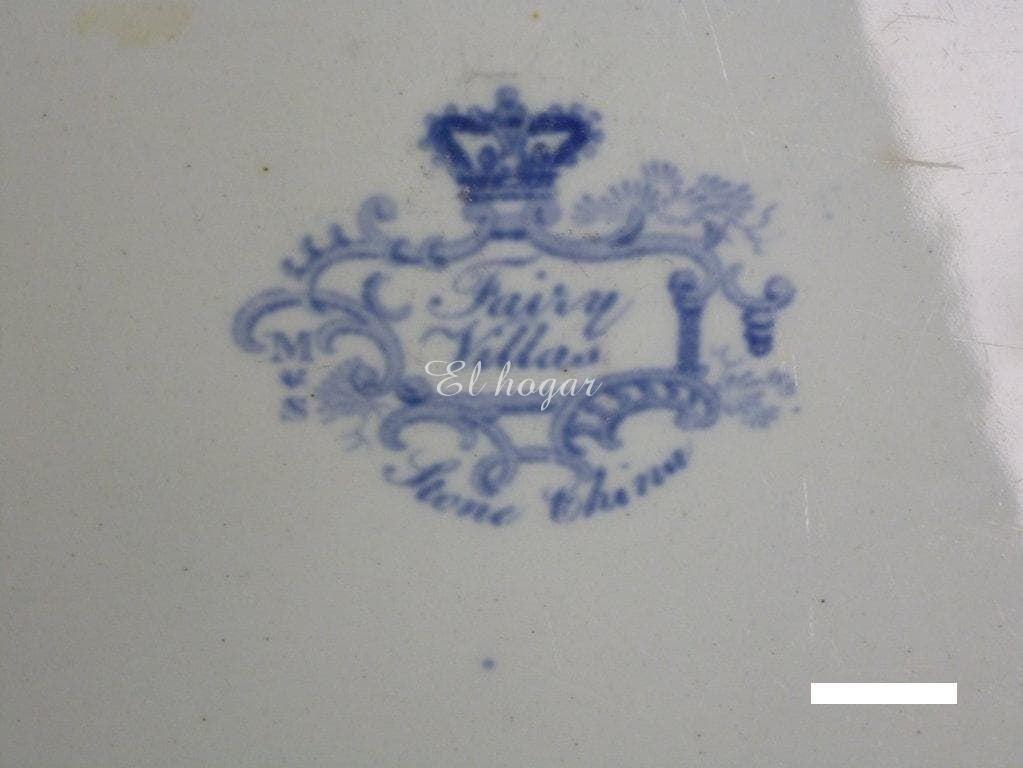 Fairy
Villas
El hogar
M
&
S
Stone China